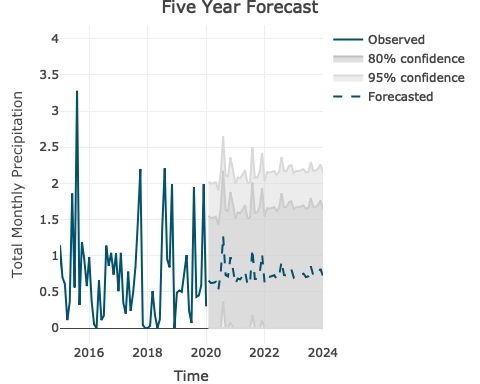 Five Year Forecast
4
3.5
3
2.5
2
1.5
1
0.5
0
Total Monthly Precipitation
2016
2018
2020
2022
2024
Time
Observed
80% confidence
95% confidence
Forecasted